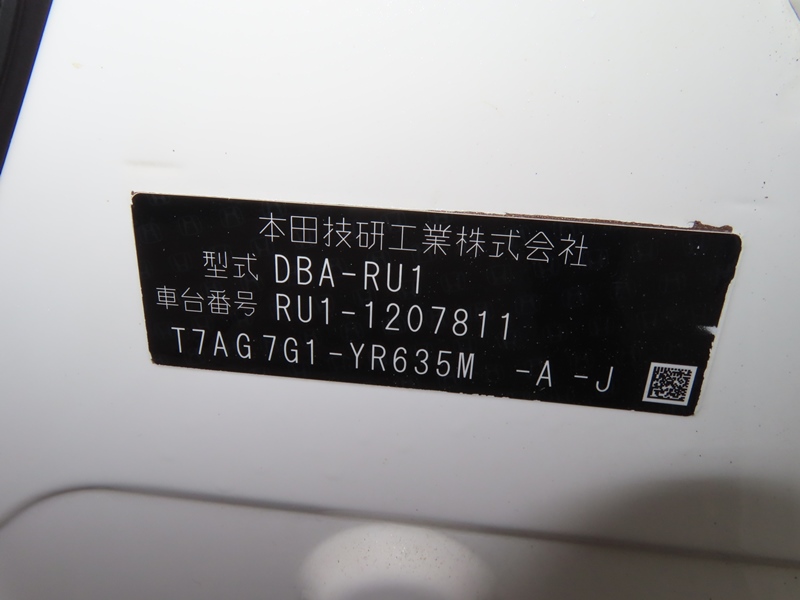 本田技研工業株式会社
型式 DBA-RU1
車台番号 RU1-1207811
T7AG7G1-YR635M -A -J